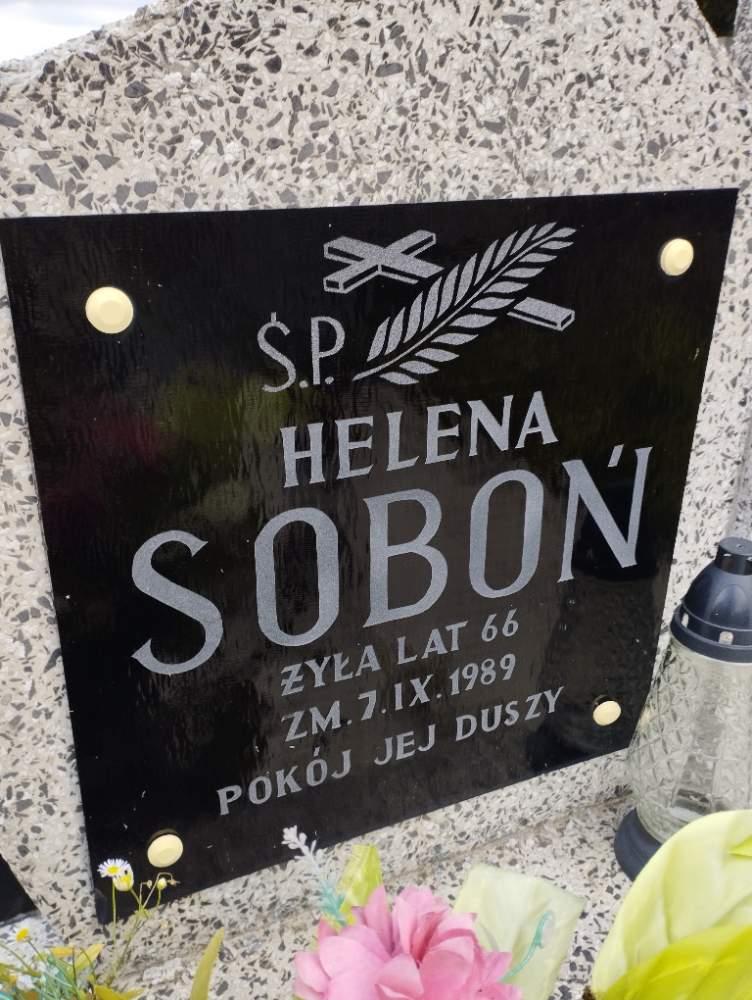 Ś.P.
HELENA
SOBOŃ
ŻYŁA LAT 66
ZM. 7. IX. 1989
POKÓJ JEJ DUSZY